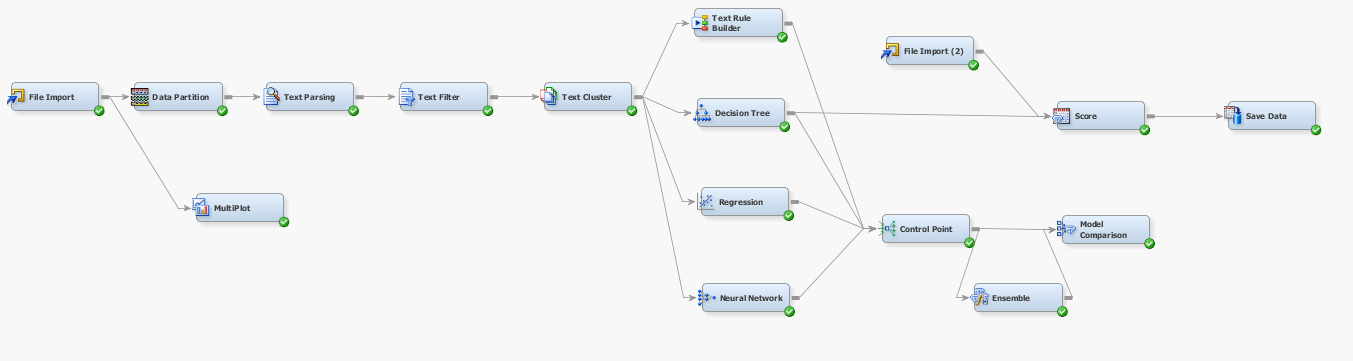 Text Rule
Builder
File Import (2)
File Import
Data Partition
Text Parsing
Text Filter
Text Cluster
Decision Tree
Score
Save Data
MultiPlot
Regression
Control Point
Model
Comparison
Neural Network
Ensemble